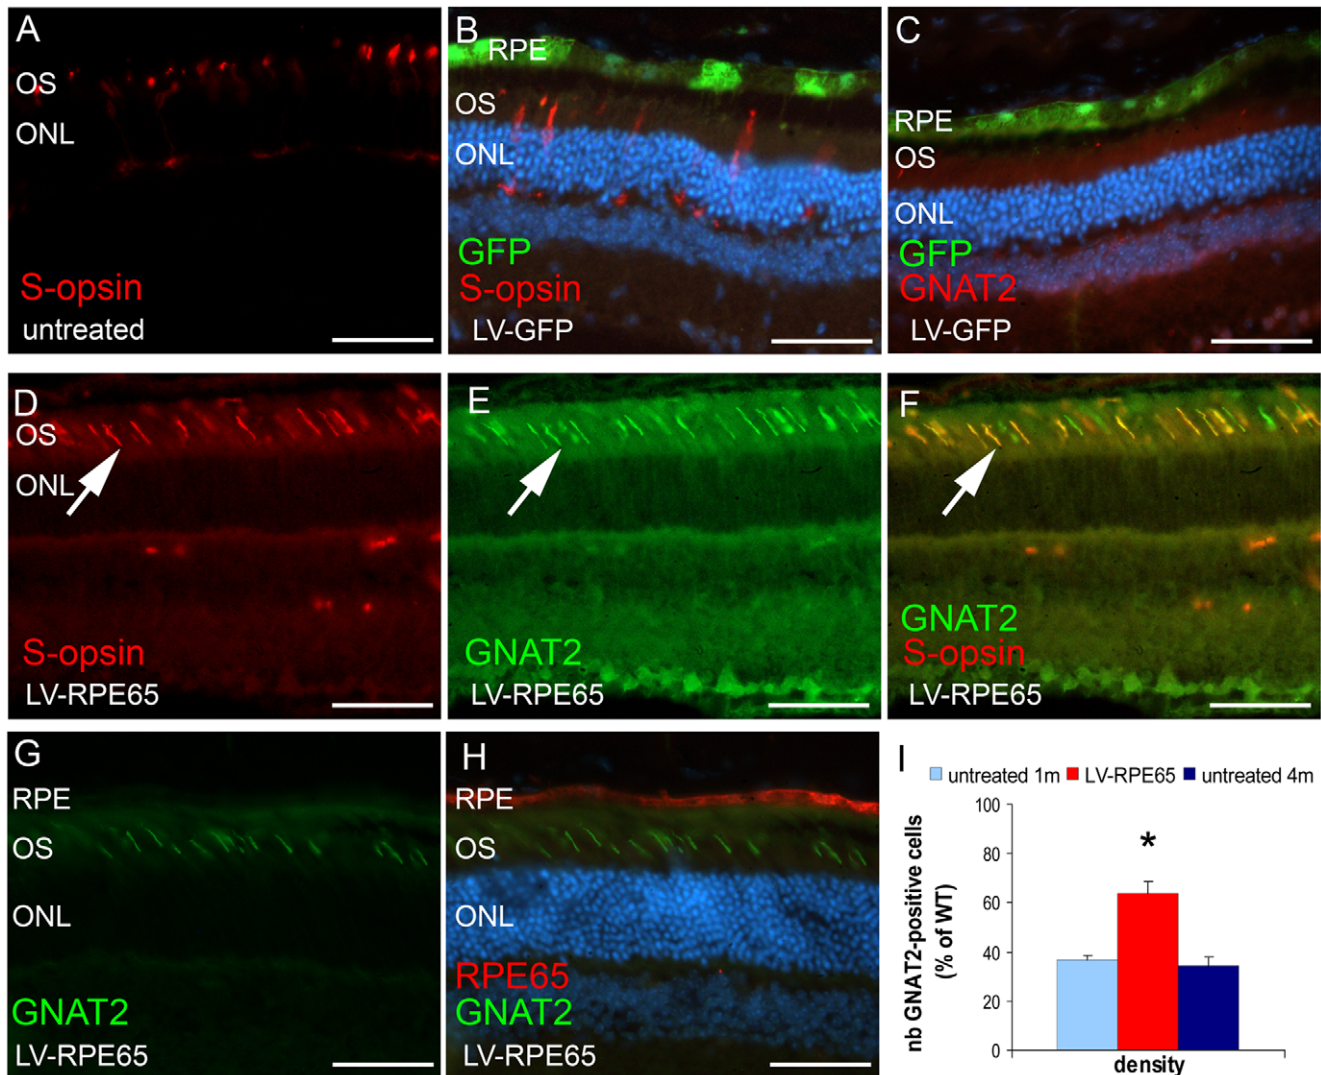 A
OS
ONL
S-opsin
untreated
B
RPE
OS
ONL
GFP
S-opsin
LV-GFP
C
RPE
OS
ONL
GFP
GNAT2
LV-GFP
D
OS
ONL
S-opsin
LV-RPE65
E
GNAT2
LV-RPE65
F
GNAT2
S-opsin
LV-RPE65
G
RPE
OS
ONL
GNAT2
LV-RPE65
H
RPE
OS
ONL
RPE65
GNAT2
LV-RPE65
I
untreated 1m LV-RPE65 untreated 4m
nb GNAT2-positive cells
(% of WT)
100
80
60
40
20
0
*
density